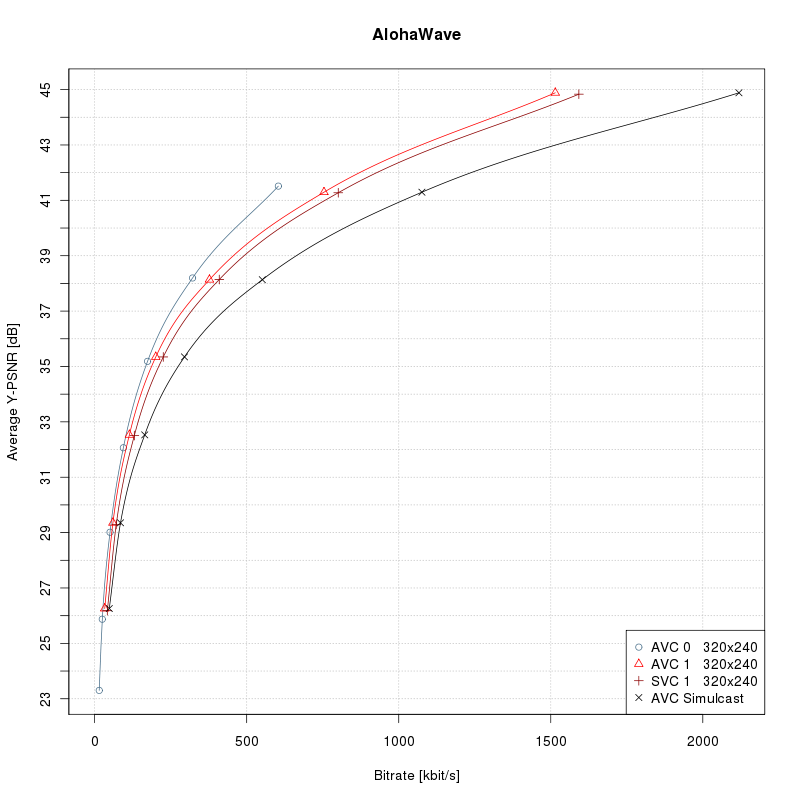 AlohaWave
45
43
41
39
37
35
33
31
29
27
25
23
Average Y-PSNR [dB]
AVC 0 320x240
AVC 1 320x240
SVC 1 320x240
AVC Simulcast
0 500 1000 1500 2000
Bitrate [kbit/s]